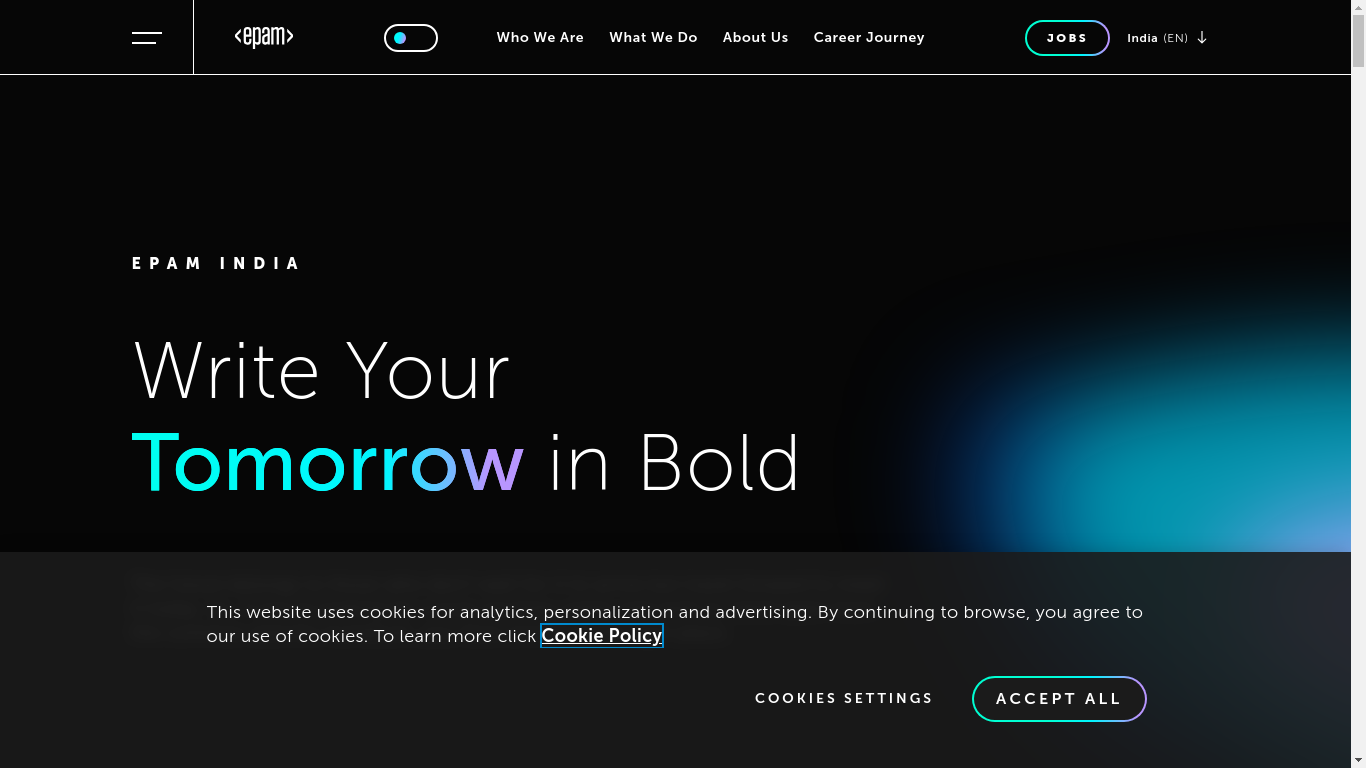 <epam>
Who We Are
What We Do
About Us
Career Journey
JOBS
India (EN)
EPAM INDIA
Write Your
Tomorrow in Bold
This website uses cookies for analytics, personalization and advertising. By continuing to browse, you agree to
our use of cookies. To learn more click Cookie Policy
COOKIES SETTINGS
ACCEPT ALL